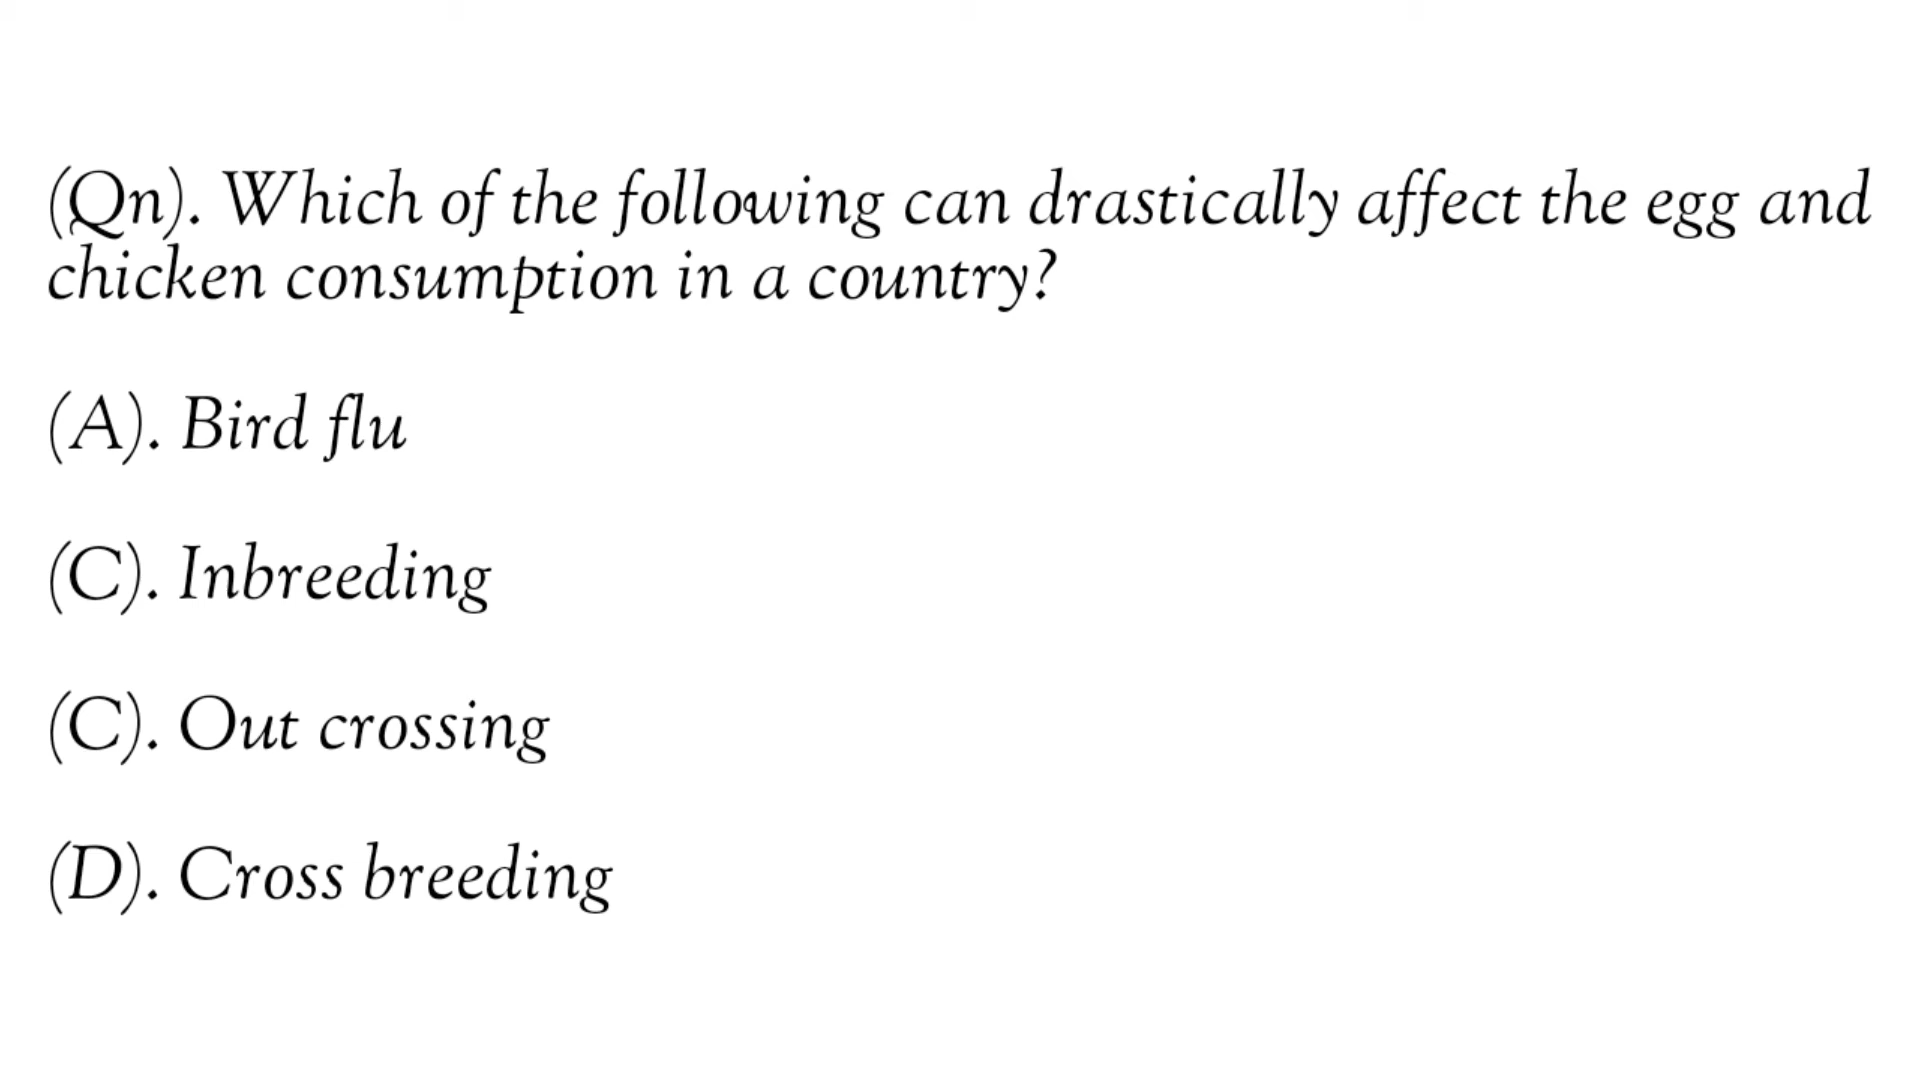 (Qn). Which of the following can drastically affect the egg and
chicken consumption in a country?
(A). Bird flu
(C). Inbreeding
(C). Out crossing
(D). Cross breeding